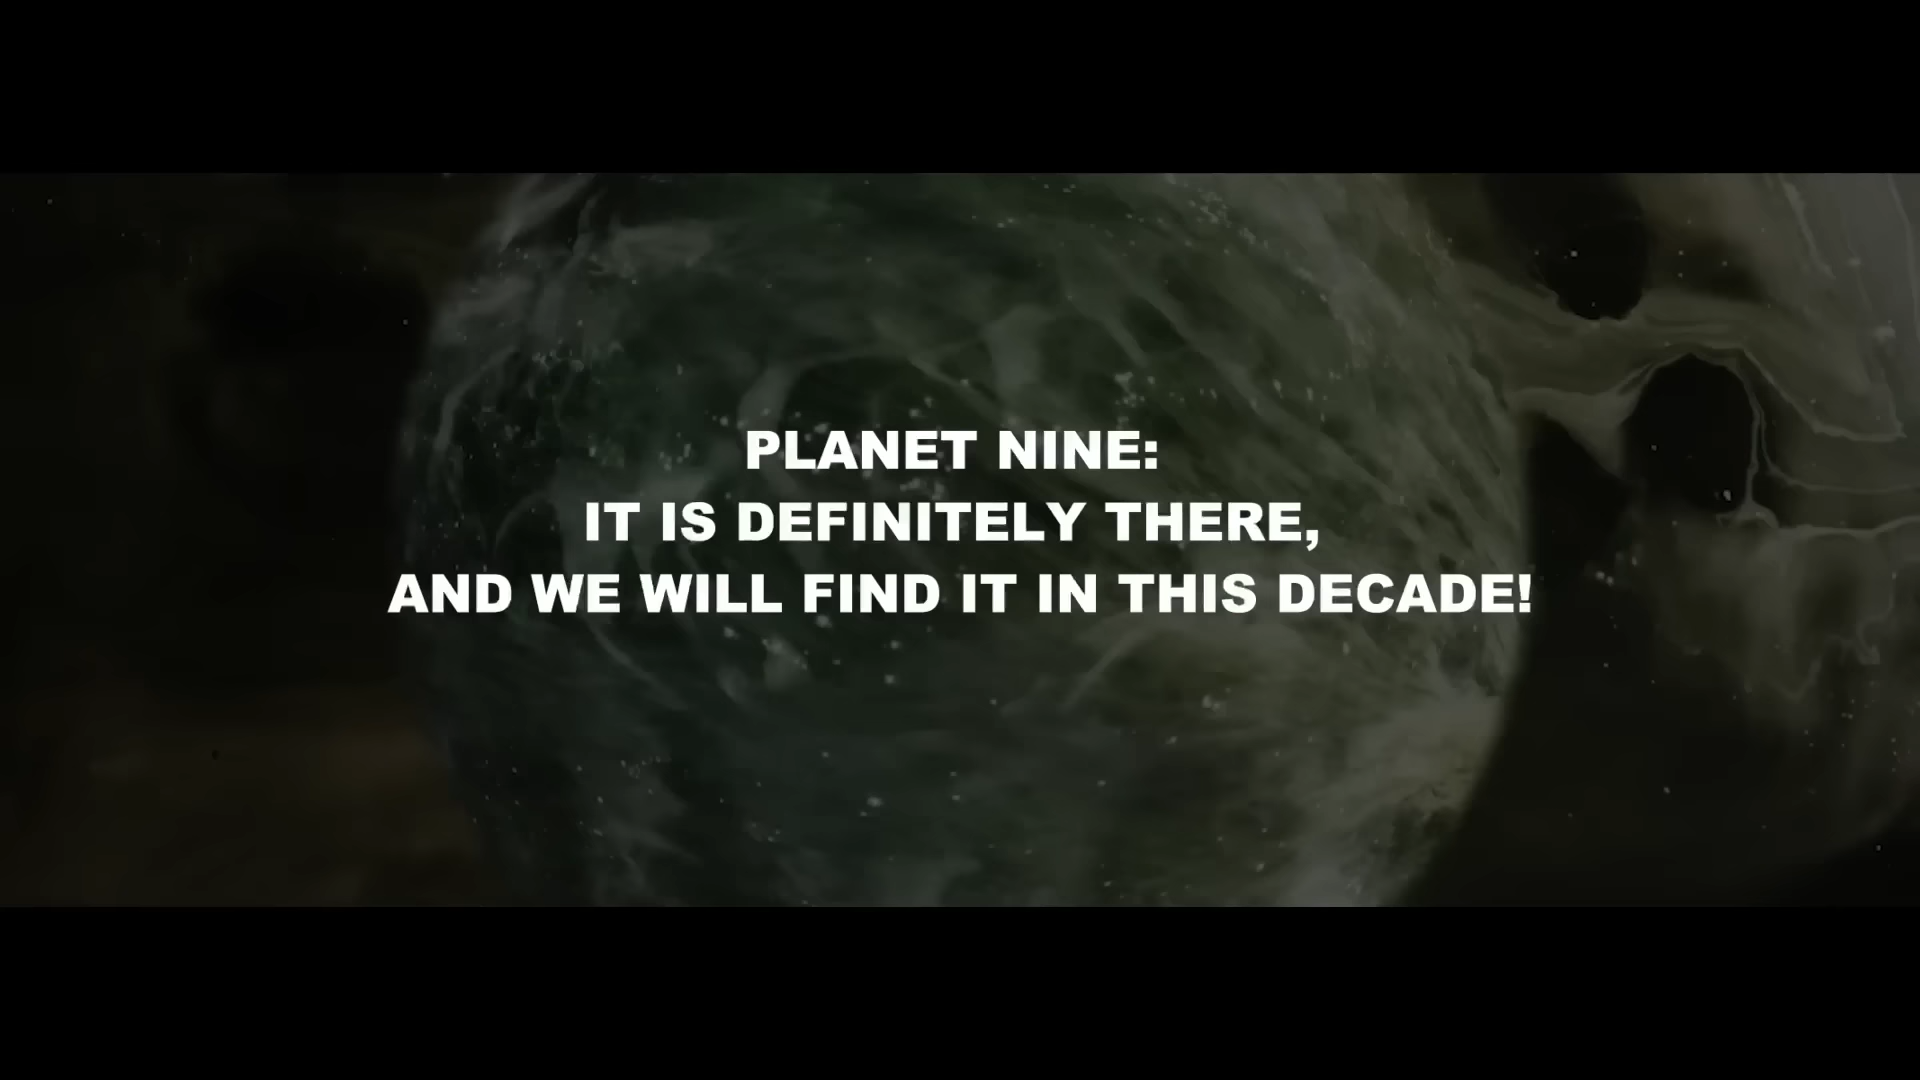 PLANET NINE:
IT IS DEFINITELY THERE,
AND WE WILL FIND IT IN THIS DECADE!